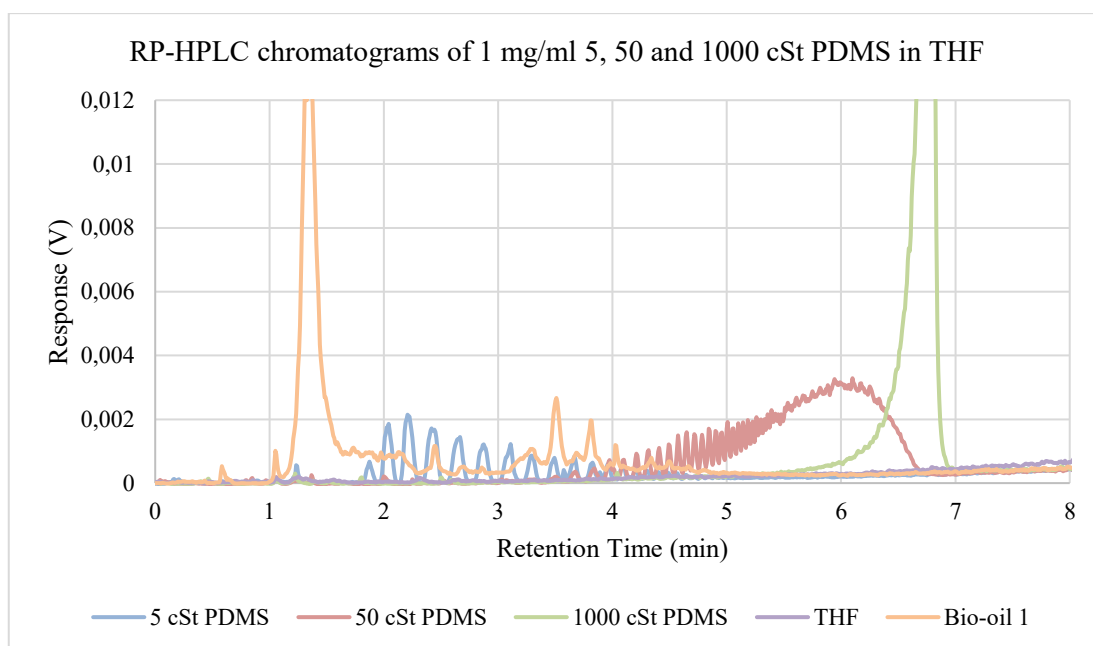 RP-HPLC chromatograms of 1 mg/ml 5, 50 and 1000 cSt PDMS in THF
0,012
0,01
0,008
0,006
0,004
0,002
0
Response (V)
0 1 2 3 4 5 6 7 8
Retention Time (min)
5 cSt PDMS 50 cSt PDMS 1000 cSt PDMS THF Bio-oil 1